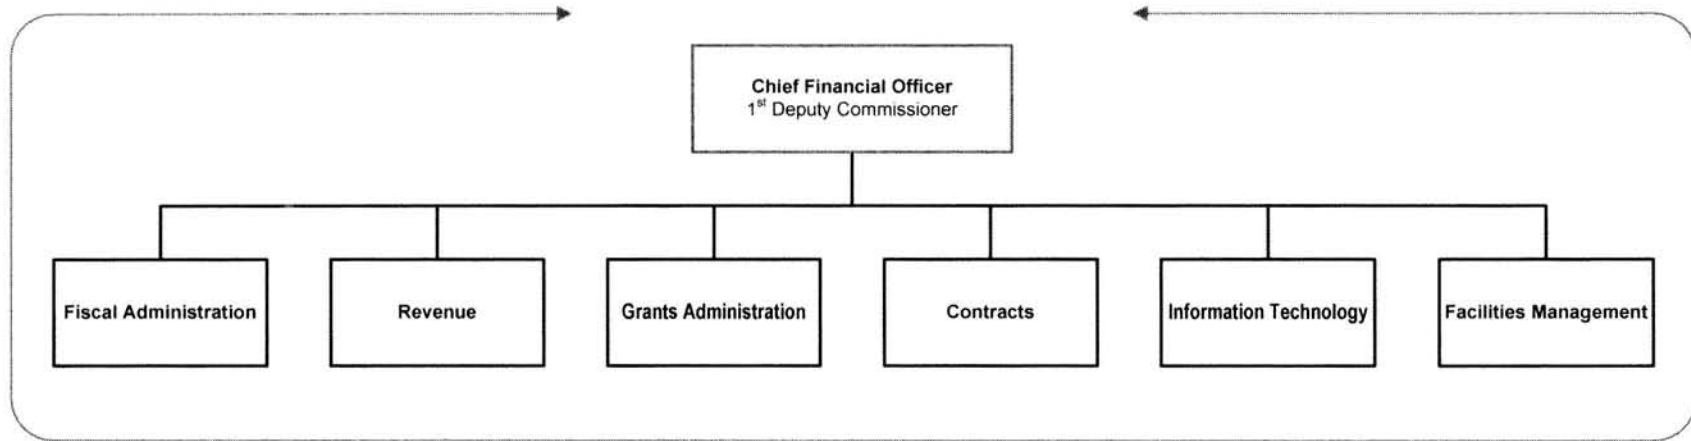 Chief Financial Officer
1st Deputy Commissioner
Fiscal Administration
Revenue
Grants Administration
Contracts
Information Technology
Facilities Management